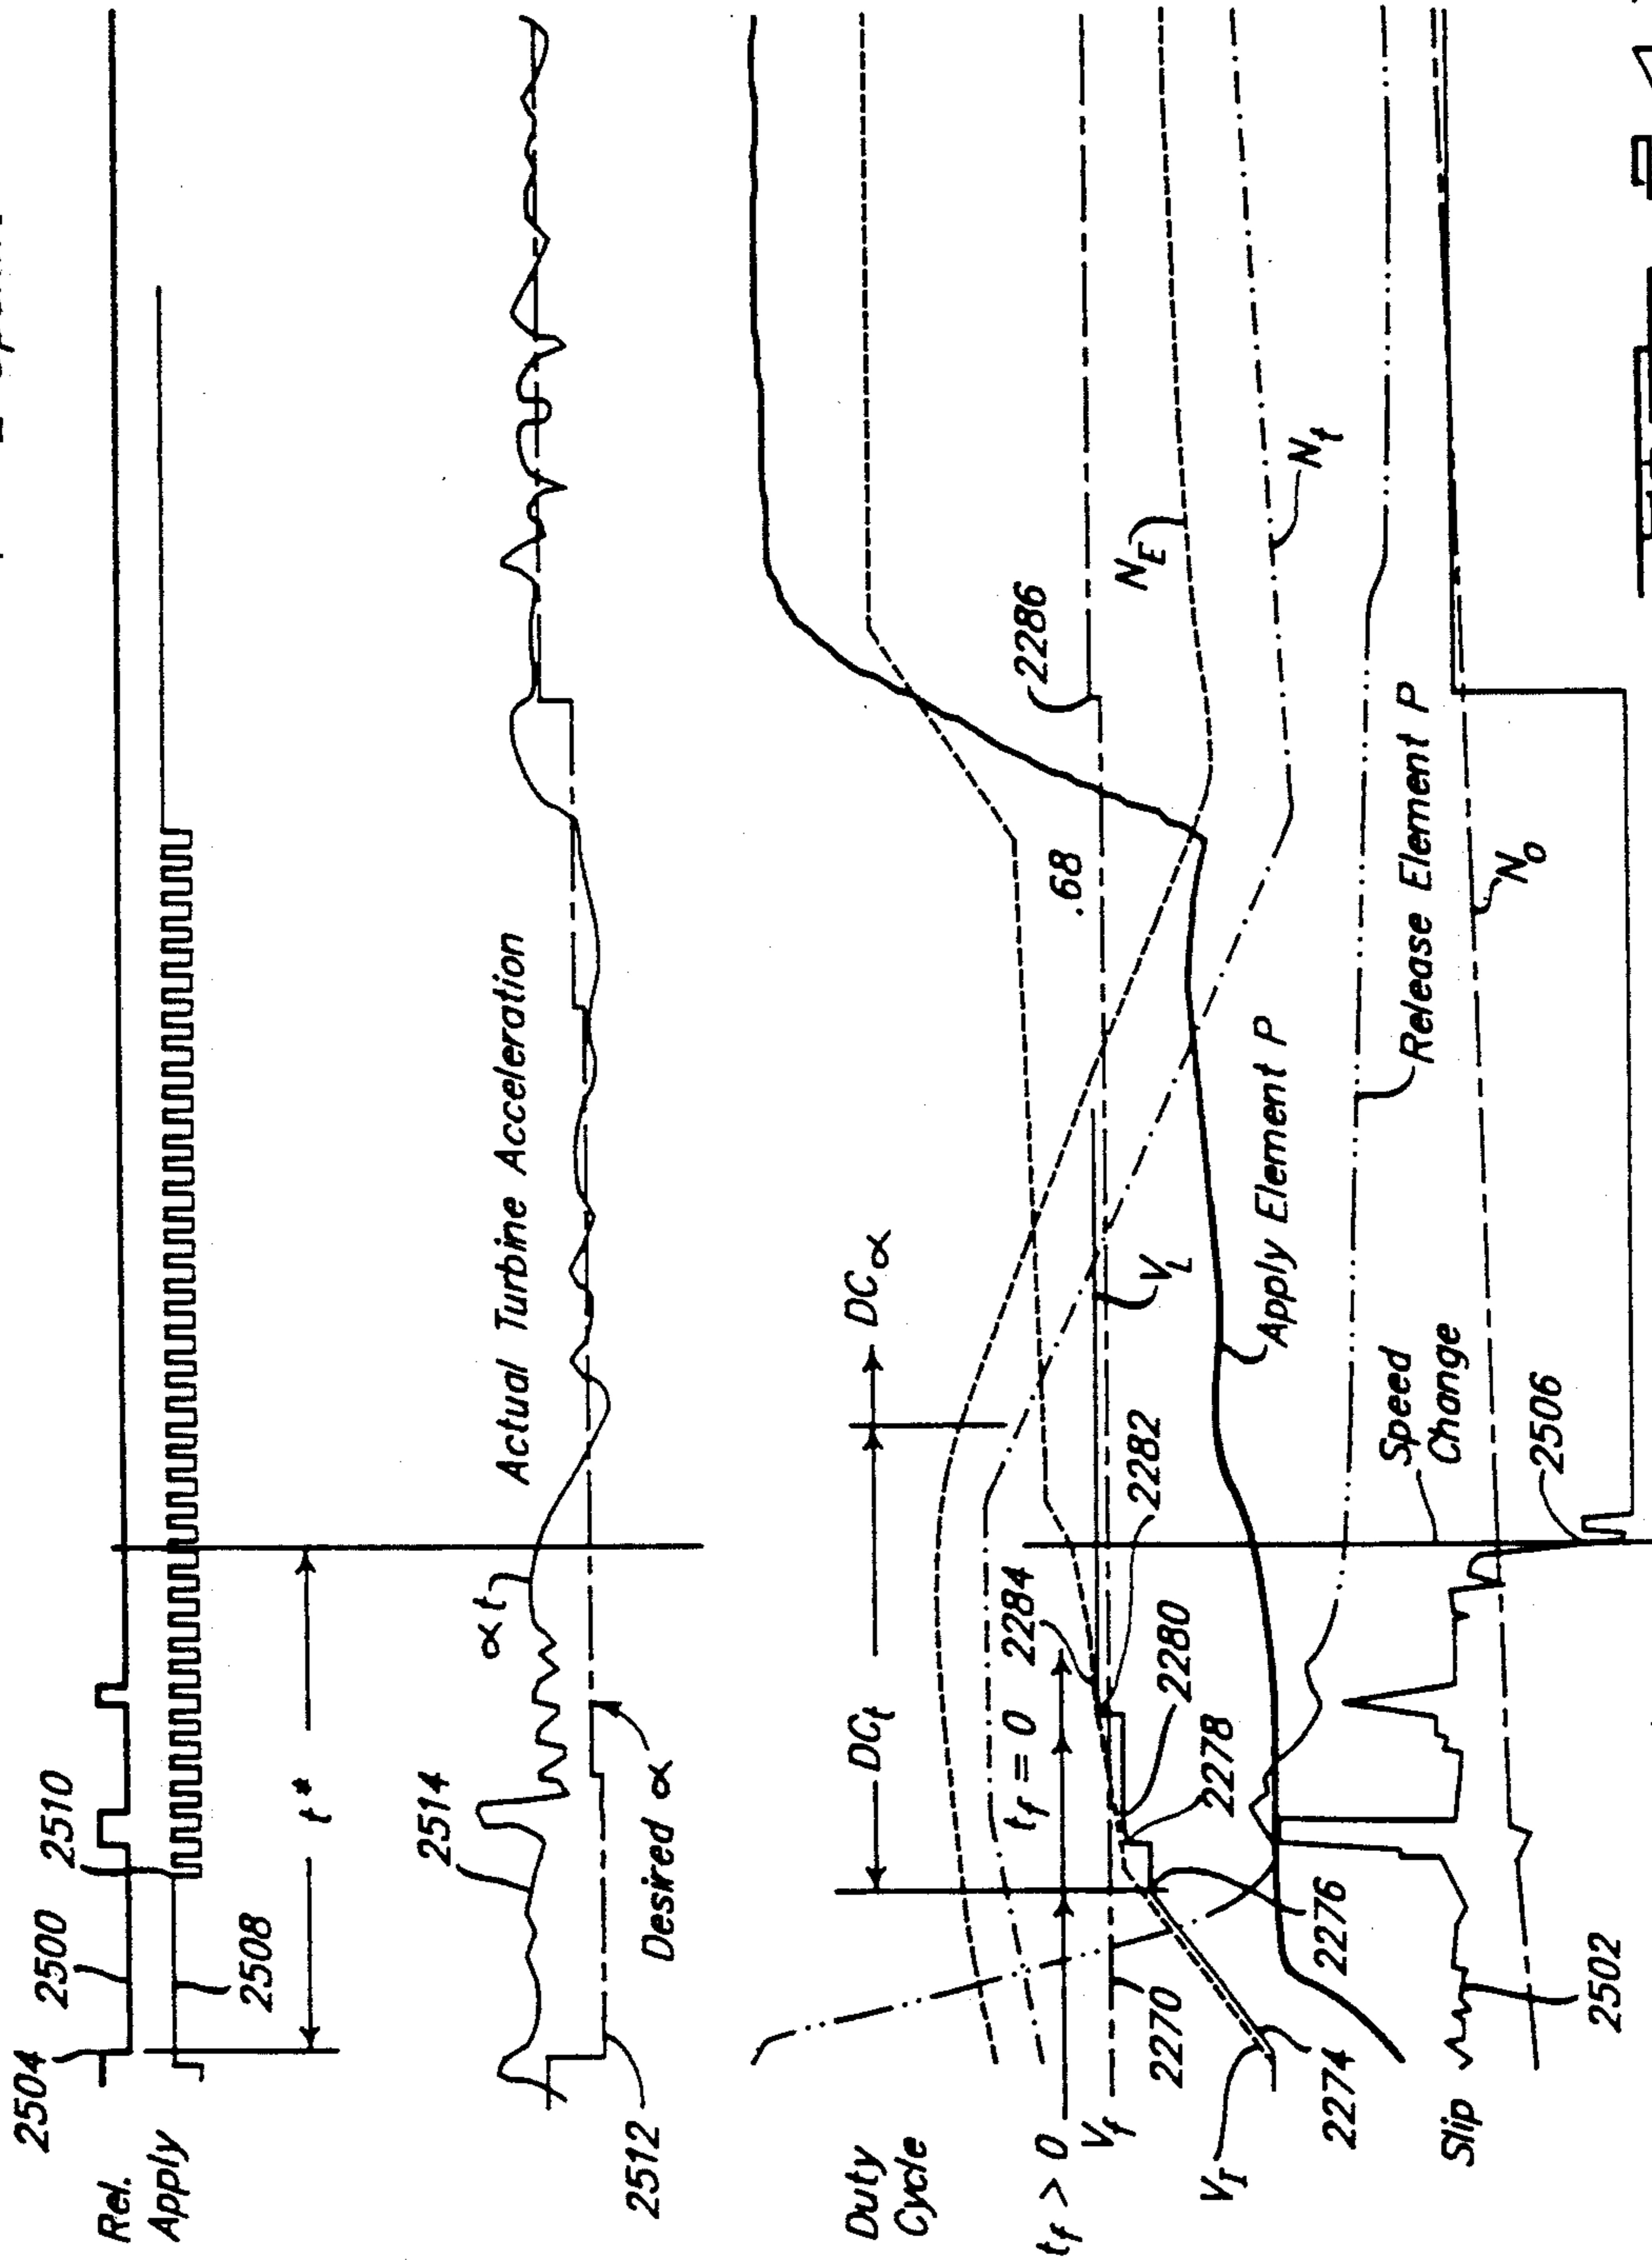 2504
2500
2510
Rel.
Apply
2508
t*
Actual Turbine Acceleration
αt
2514
Desired α
2512
Duty
Cycle
DCt
DCα
tf > 0
tf = 0
2284
Vf
2282
2280
2278
2276
2270
2274
VI
VL
.68
2286
NE
Nt
Apply Element P
Release Element P
NO
Speed
Change
2506
Slip
2502